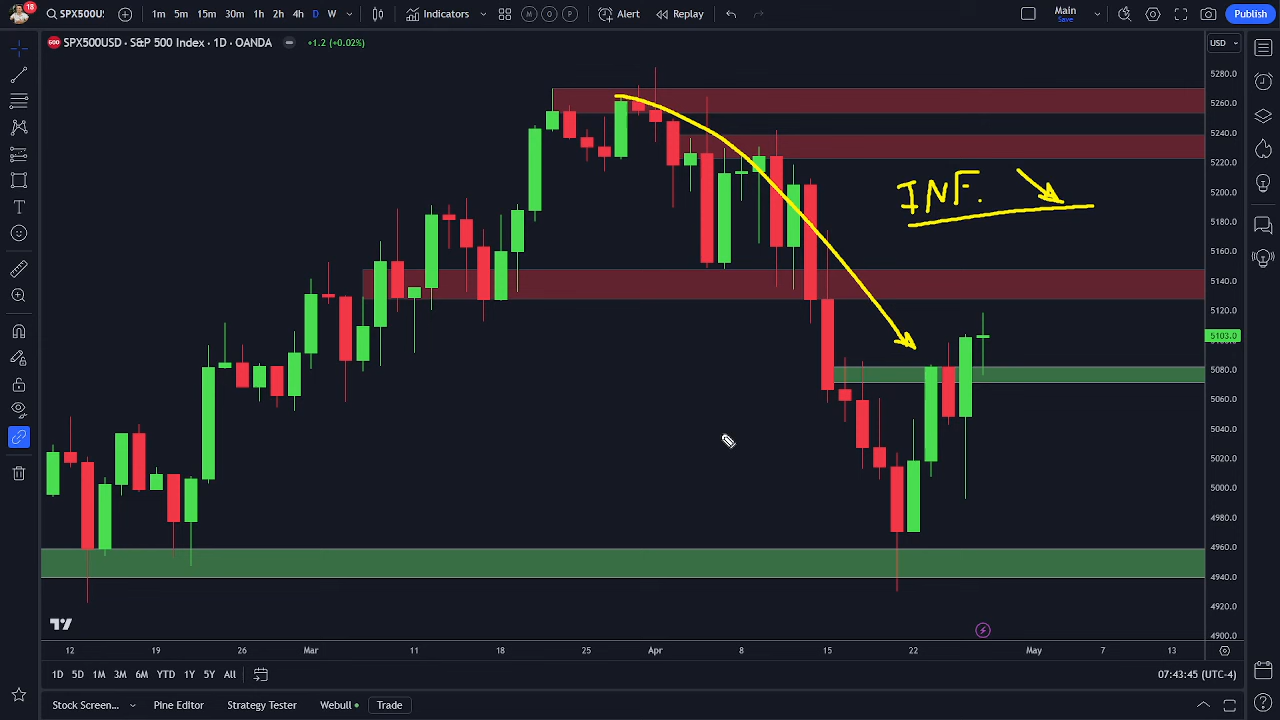 18
SPX500U:
1m 5m 15m 30m 1h 2h 4h D W
Indicators
M O P
Alert
Replay
Main
Save
Publish
500 SPX500USD · S&P 500 Index · 1D · OANDA
+1.2 (+0.02%)
USD
5280.0
5260.0
5240.0
5220.0
5200.0
5180.0
5160.0
5140.0
5120.0
5103.0
5080.0
5060.0
5040.0
5020.0
5000.0
4980.0
4960.0
4940.0
4920.0
4900.0
INF.
12 19 26 Mar 11 18 25 Apr 8 15 22 May 7 13
1D 5D 1M 3M 6M YTD 1Y 5Y All
07:43:45 (UTC-4)
Stock Screen... Pine Editor Strategy Tester Webull Trade